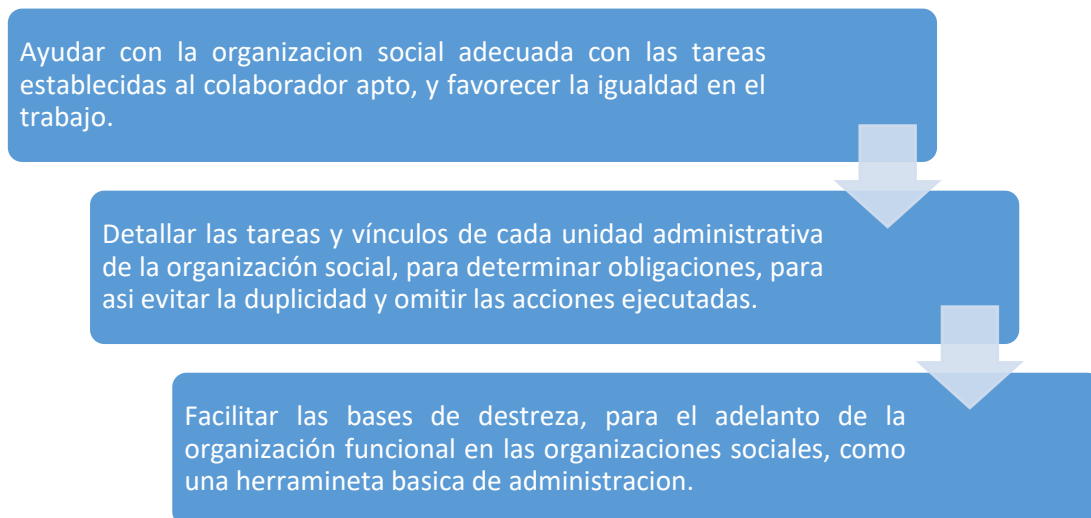 Ayudar con la organizacion social adecuada con las tareas
establecidas al colaborador apto, y favorecer la igualdad en el
trabajo.
Detallar las tareas y vínculos de cada unidad administrativa
de la organización social, para determinar obligaciones, para
asi evitar la duplicidad y omitir las acciones ejecutadas.
Facilitar las bases de destreza, para el adelanto de la
organización funcional en las organizaciones sociales, como
una herramineta basica de administracion.